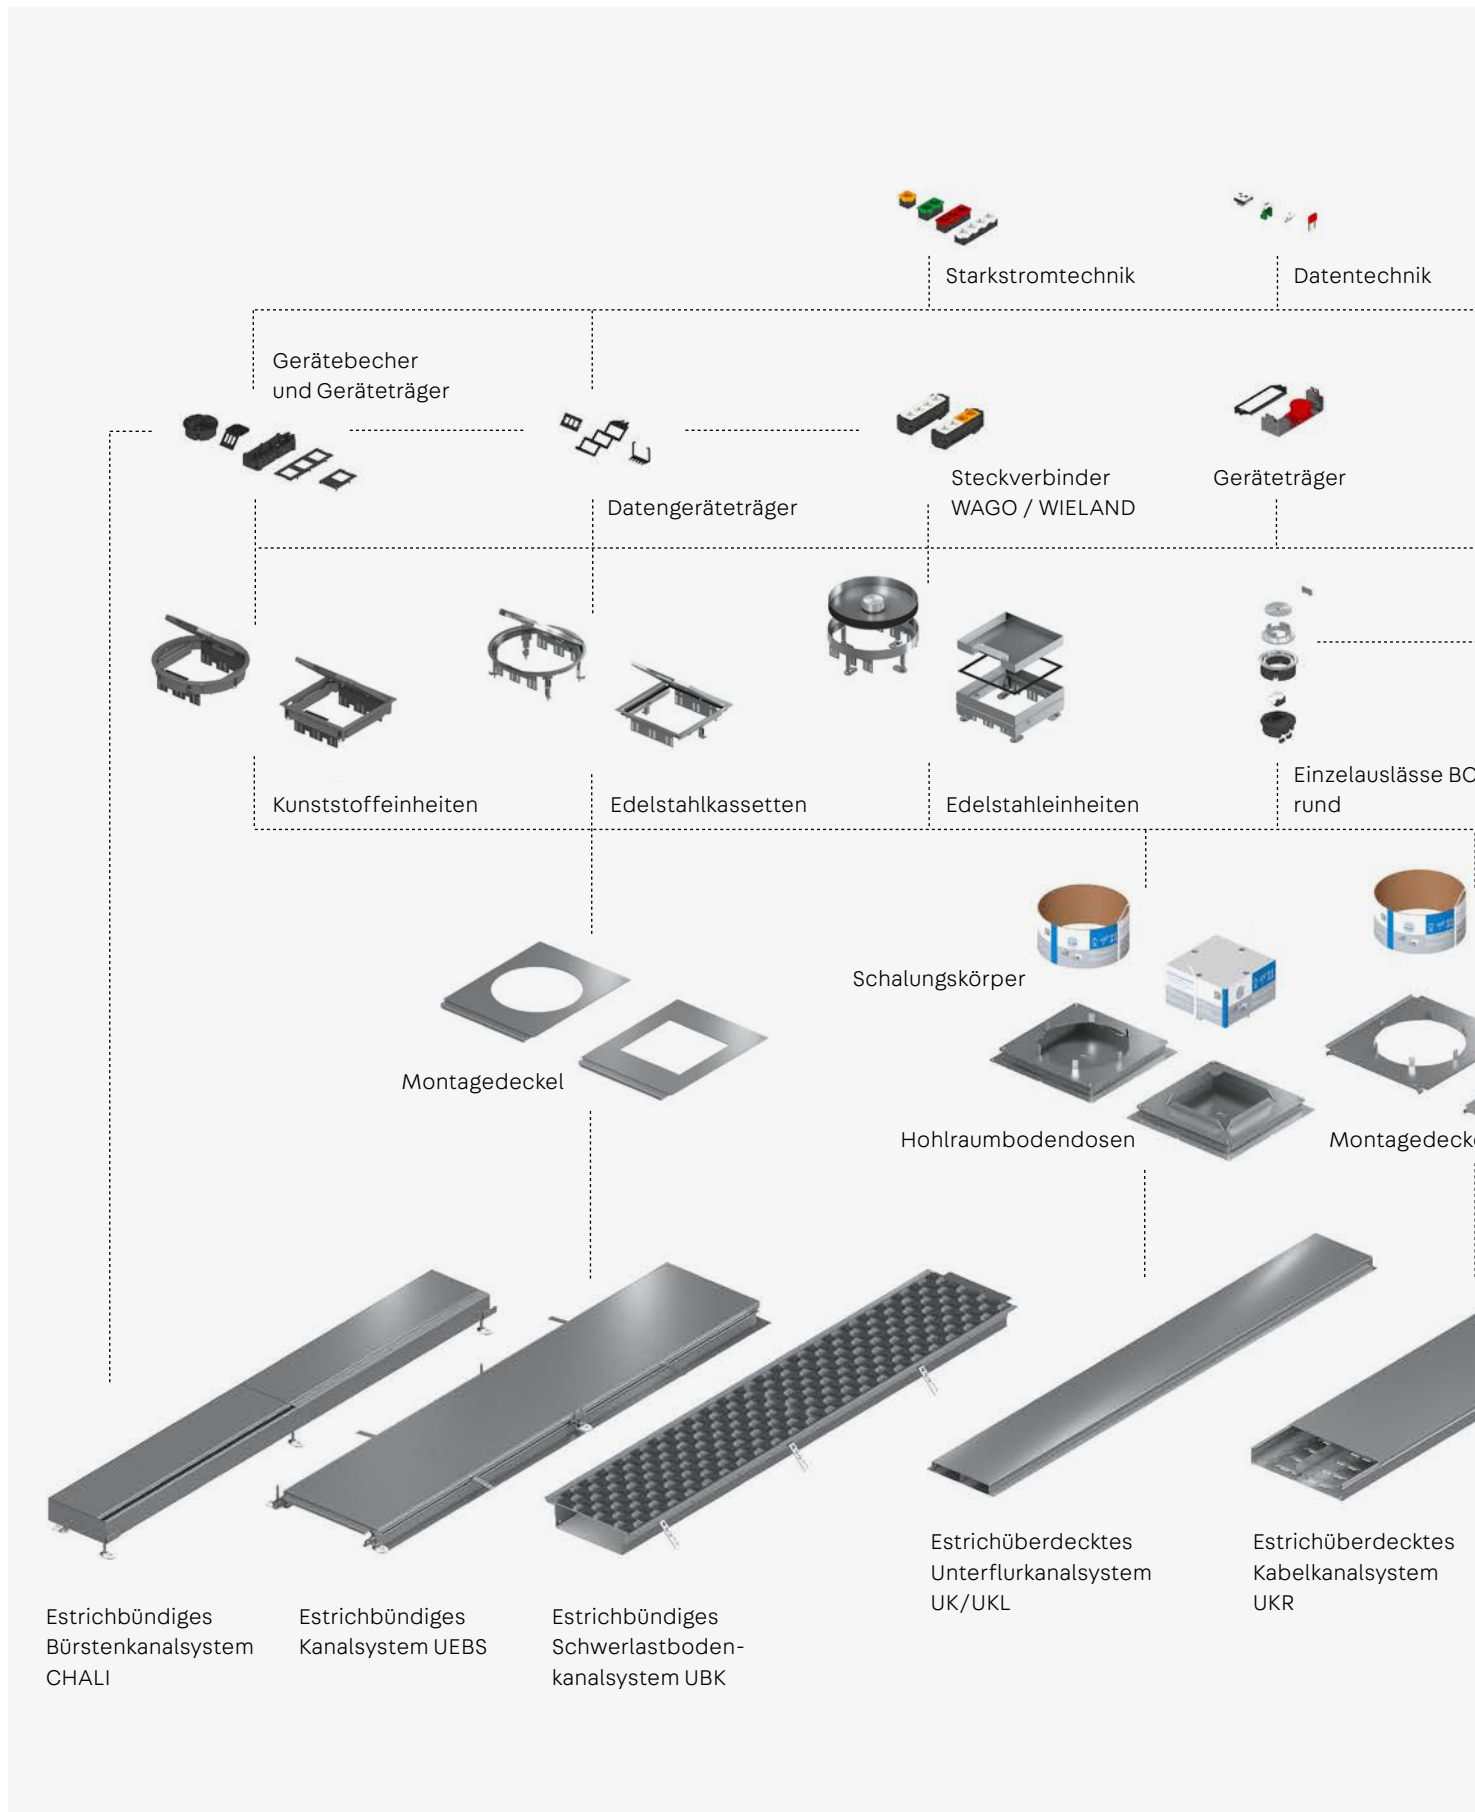 Starkstromtechnik
Datentechnik
Gerätebecher
und Geräteträger
Datengeräteträger
Steckverbinder
WAGO / WIELAND
Geräteträger
Kunststoffeinheiten
Edelstahlkassetten
Edelstahleinheiten
Einzelauslässe
rund
Schalungskörper
Montagedeckel
Hohlraumbodendosen
Estrichbündiges
Bürstenkanalsystem
CHALI
Estrichbündiges
Kanalsystem UEBS
Estrichbündiges
Schwerlastboden-
kanalsystem UBK
Estrichüberdecktes
Unterflurkanalsystem
UK/UKL
Estrichüberdecktes
Kabelkanalsystem
UKR